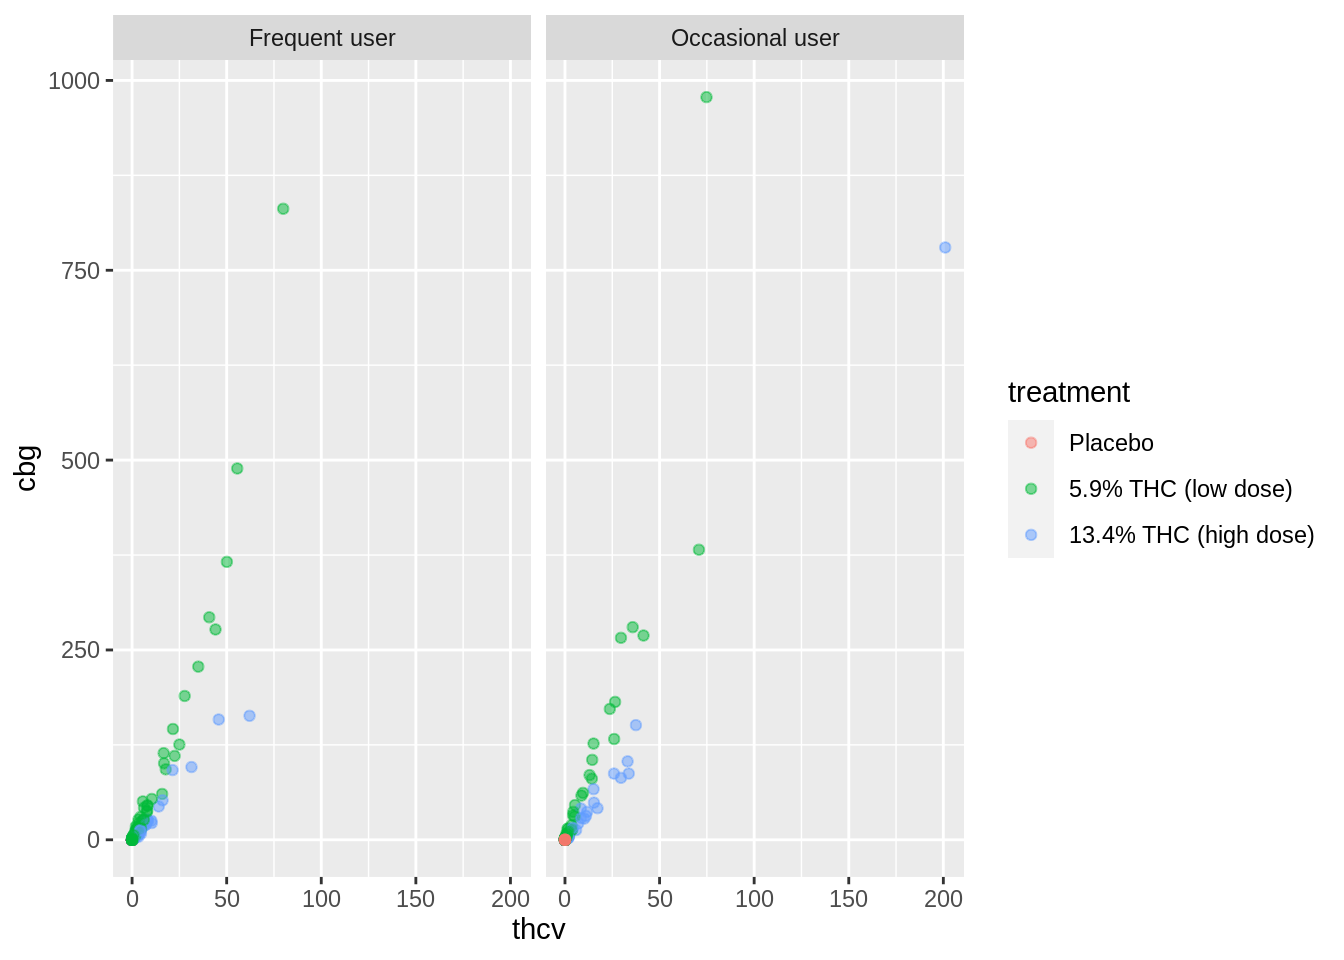 Frequent user
Occasional user
1000
750
500
250
0
cbg
0 50 100 150 200
0 50 100 150 200
thcv
treatment
Placebo
5.9% THC (low dose)
13.4% THC (high dose)